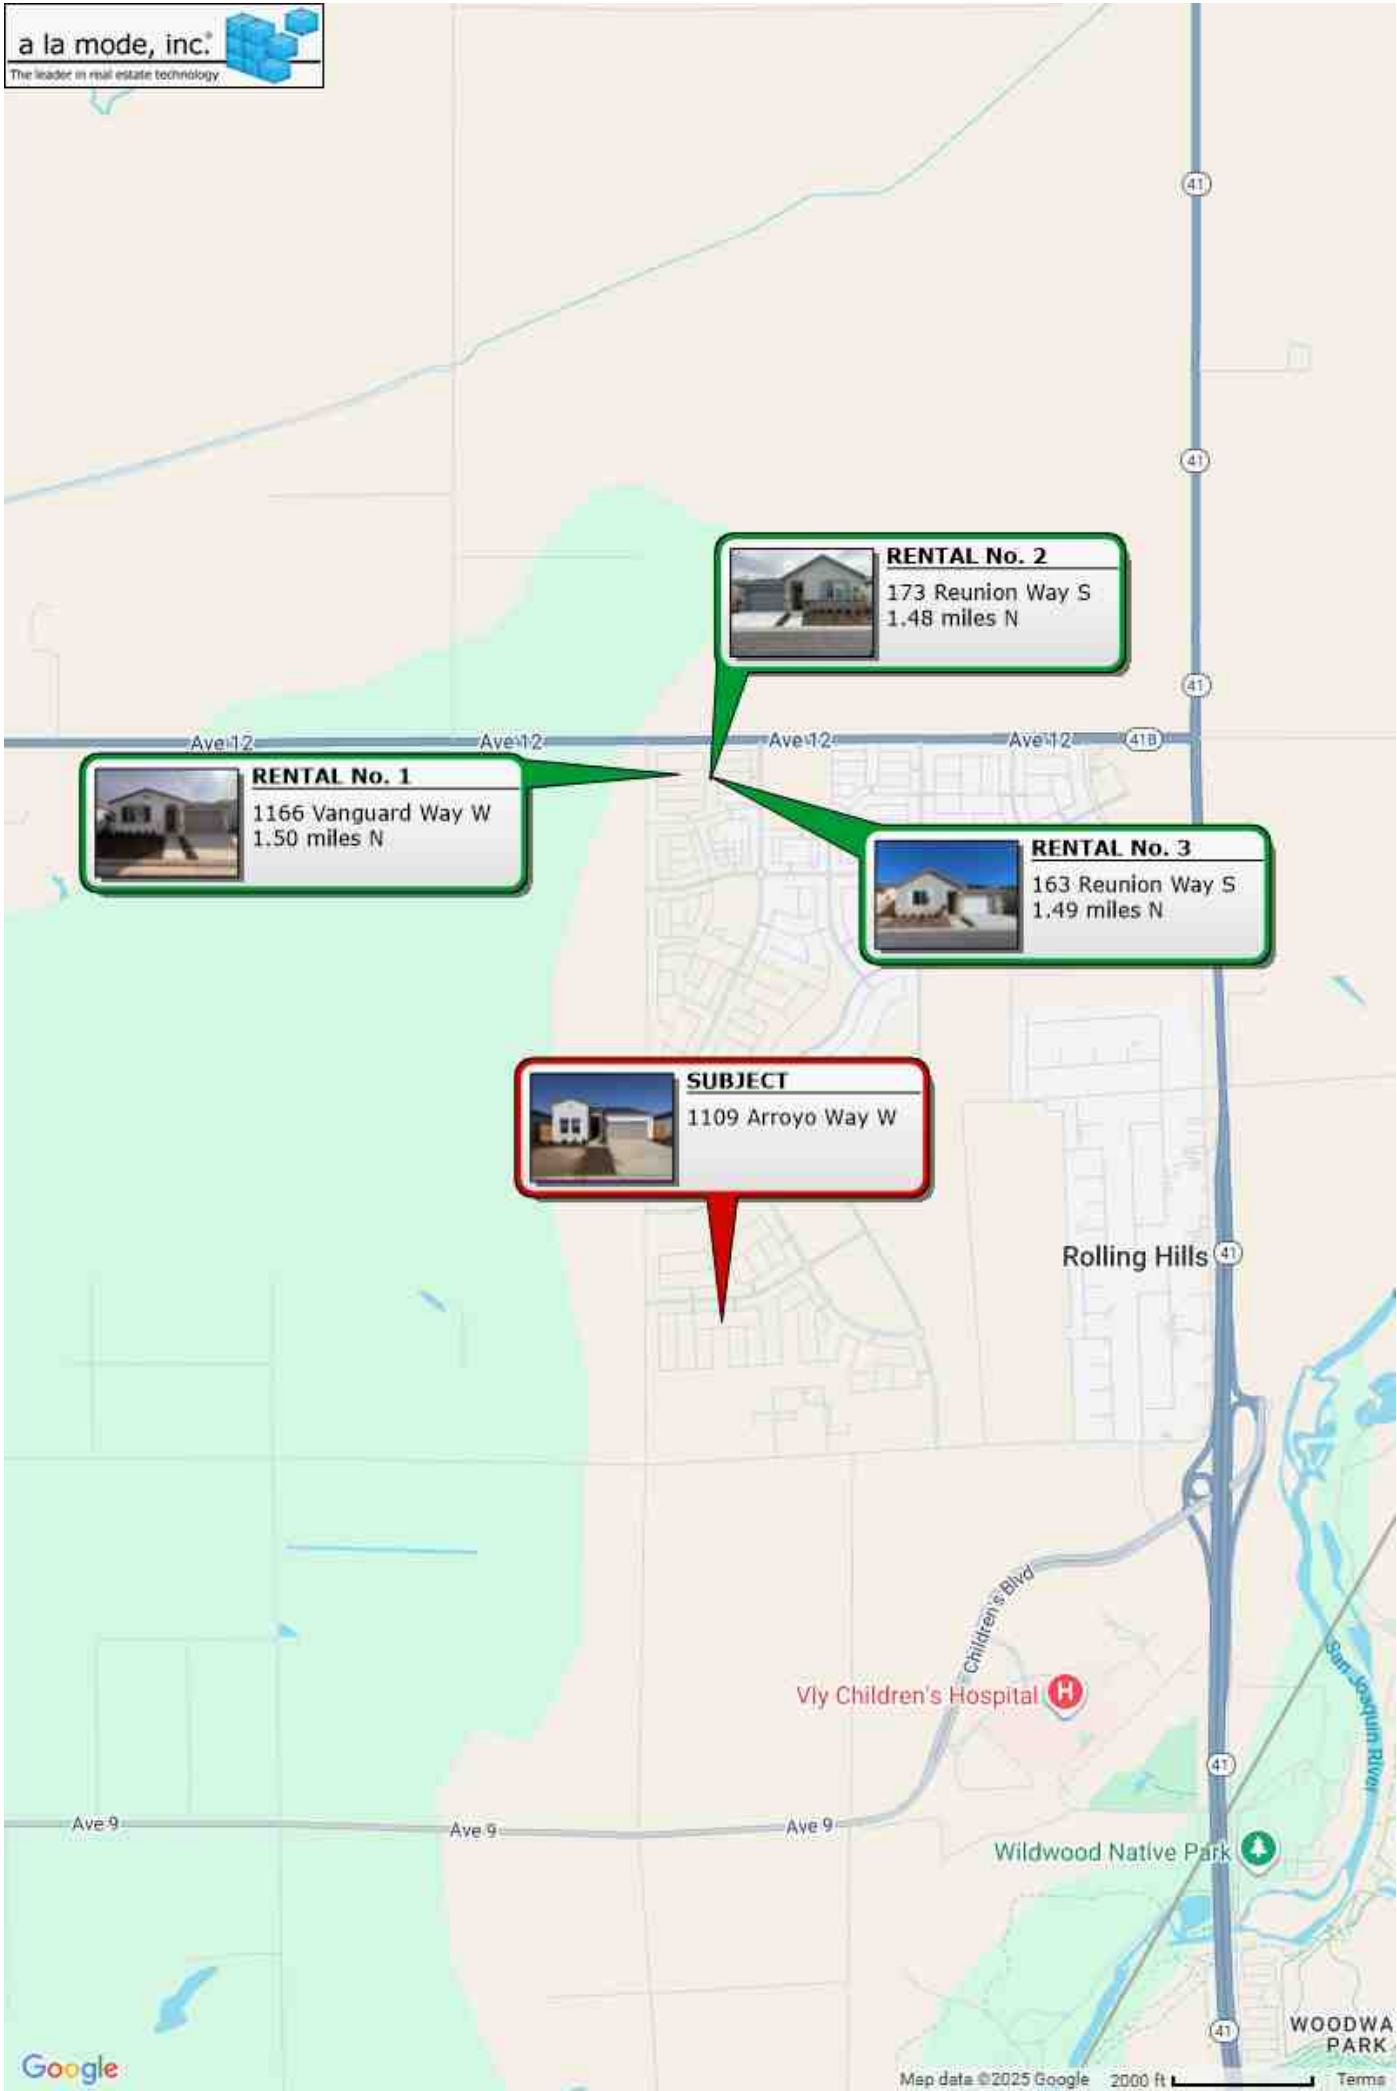 a la mode, inc.®
The leader in real estate technology
41
41
RENTAL No. 2
173 Reunion Way S
1.48 miles N
41
Ave 12
Ave 12
Ave 12
Ave 12
41B
RENTAL No. 1
1166 Vanguard Way W
1.50 miles N
RENTAL No. 3
163 Reunion Way S
1.49 miles N
SUBJECT
1109 Arroyo Way W
Rolling Hills
41
Children's Blvd
Vly Children's Hospital
H
San Joaquin River
41
Ave 9
Ave 9
Ave 9
Wildwood Native Park
41
WOODWA
PARK
Google
Map data ©2025 Google
2000 ft
Terms